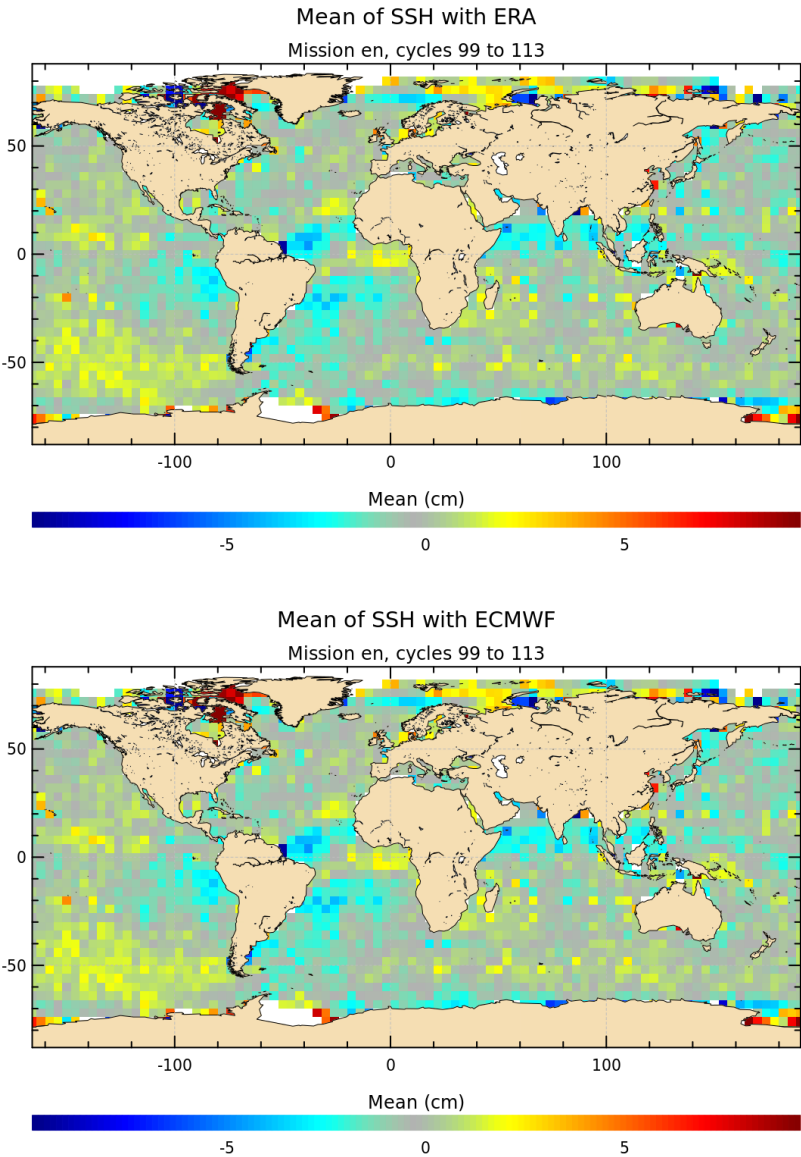 Mean of SSH with ERA
Mission en, cycles 99 to 113
50
0
-50
-100 0 100
Mean (cm)
-5 0 5
Mean of SSH with ECMWF
Mission en, cycles 99 to 113
50
0
-50
-100 0 100
Mean (cm)
-5 0 5